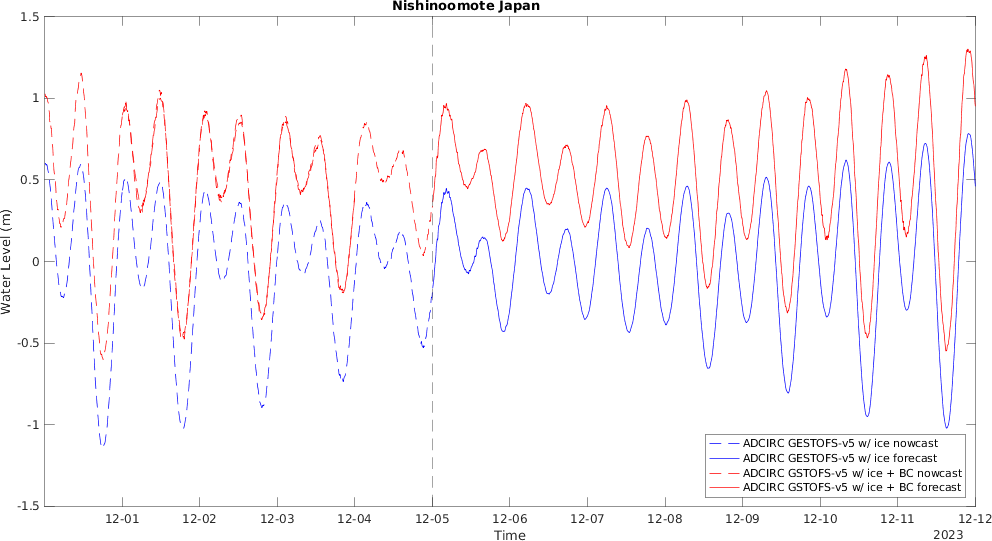 Nishinoomote Japan
1.5
1
0.5
0
-0.5
-1
-1.5
Water Level (m)
ADCIRC GESTOFS-v5 w/ ice nowcast
ADCIRC GESTOFS-v5 w/ ice forecast
ADCIRC GSTOFS-v5 w/ ice + BC nowcast
ADCIRC GSTOFS-v5 w/ ice + BC forecast
12-01 12-02 12-03 12-04 12-05 12-06 12-07 12-08 12-09 12-10 12-11 12-12
Time
2023